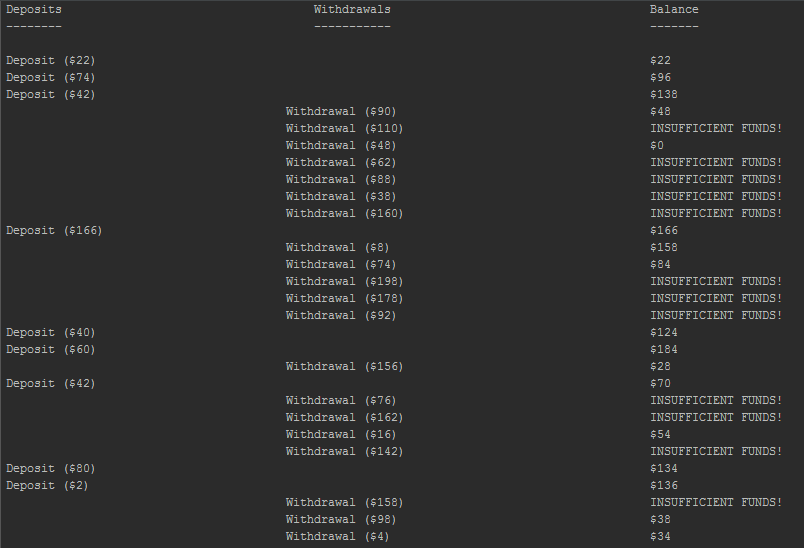 Deposits Withdrawals Balance
-------- ----------- -------
Deposit ($22) $22
Deposit ($74) $96
Deposit ($42) $138
Withdrawal ($90) $48
Withdrawal ($110) INSUFFICIENT FUNDS!
Withdrawal ($48) $0
Withdrawal ($62) INSUFFICIENT FUNDS!
Withdrawal ($88) INSUFFICIENT FUNDS!
Withdrawal ($38) INSUFFICIENT FUNDS!
Withdrawal ($160) INSUFFICIENT FUNDS!
Deposit ($166) $166
Withdrawal ($8) $158
Withdrawal ($74) $84
Withdrawal ($198) INSUFFICIENT FUNDS!
Withdrawal ($178) INSUFFICIENT FUNDS!
Withdrawal ($92) INSUFFICIENT FUNDS!
Deposit ($40) $124
Deposit ($60) $184
Withdrawal ($156) $28
Deposit ($42) $70
Withdrawal ($76) INSUFFICIENT FUNDS!
Withdrawal ($162) INSUFFICIENT FUNDS!
Withdrawal ($16) $54
Withdrawal ($142) INSUFFICIENT FUNDS!
Deposit ($80) $134
Deposit ($2) $136
Withdrawal ($158) INSUFFICIENT FUNDS!
Withdrawal ($98) $38
Withdrawal ($4) $34